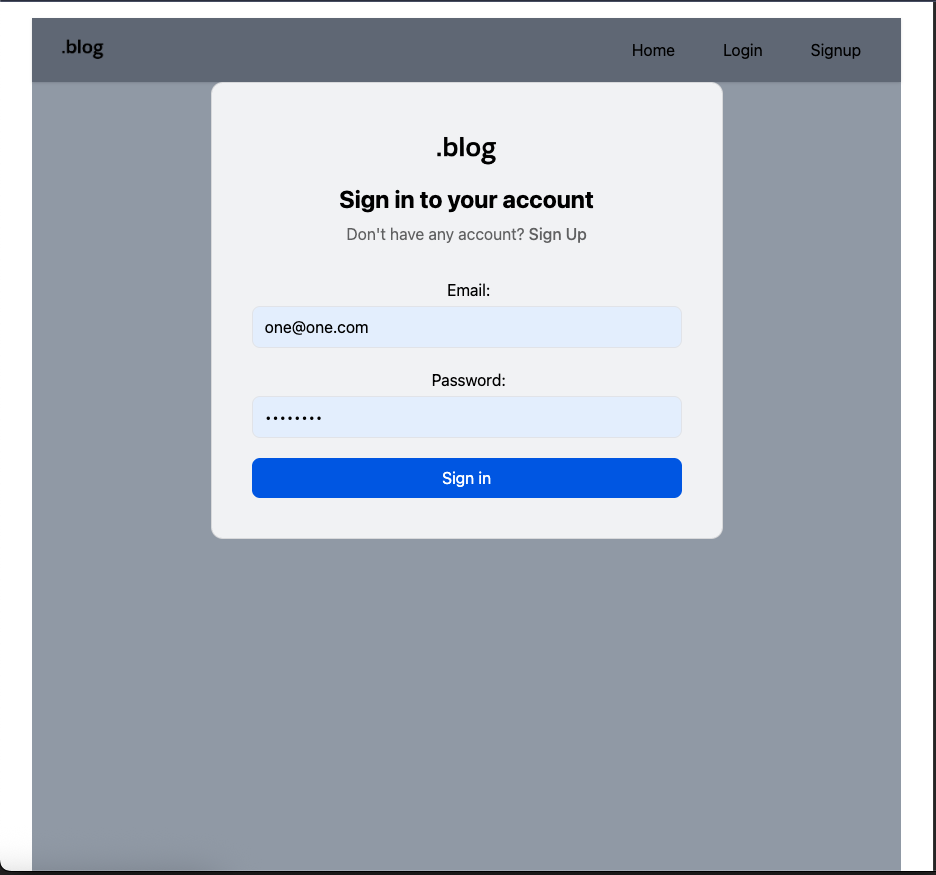 .blog
Home Login Signup
.blog
Sign in to your account
Don't have any account? Sign Up
Email:
one@one.com
Password:
••••••••
Sign in